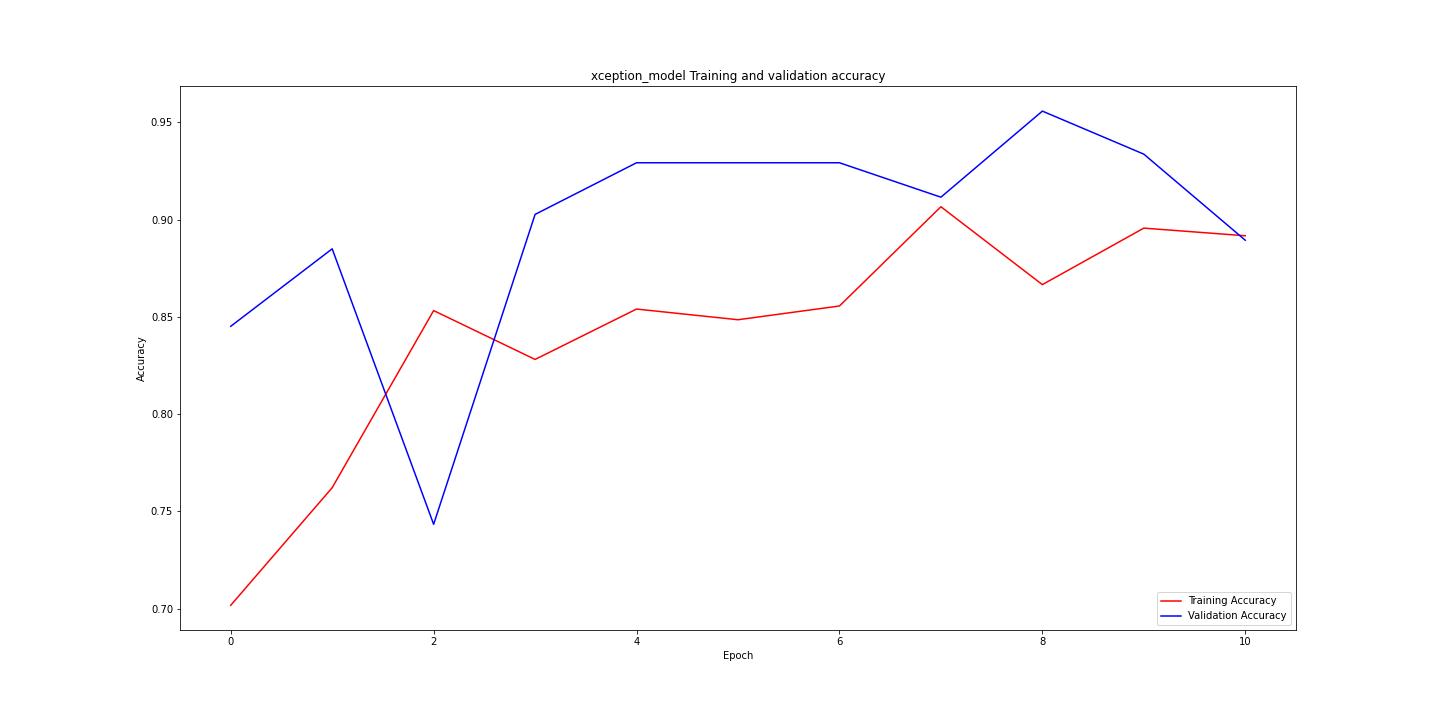 xception_model Training and validation accuracy
0.95
0.90
0.85
0.80
0.75
0.70
Accuracy
0 2 4 6 8 10
Epoch
Training Accuracy
Validation Accuracy